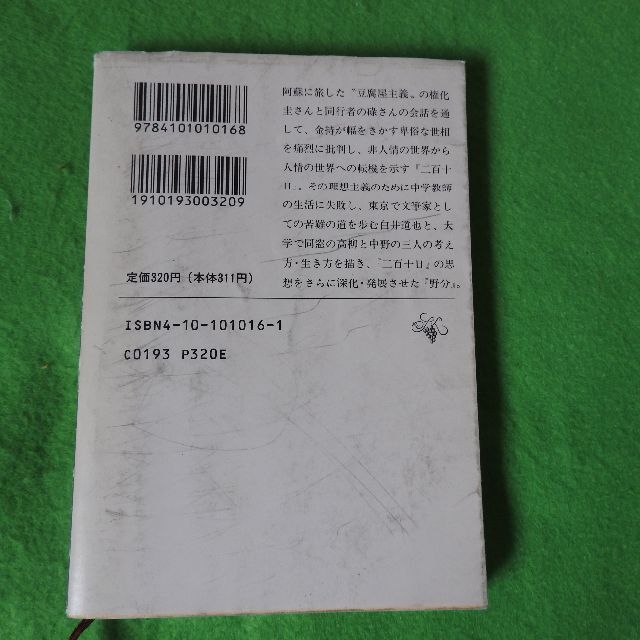 9784101010168
1910193003209
定価320円（本体311円）
ISBN4-10-101016-1
C0193 P320E
阿蘇に旅した〝豆腐屋主義〟の権化
圭さんと同行者の碌さんの会話を通
して、金持が幅をきかす卑俗な世相
を痛烈に批判し、非人情の世界から
人情の世界への転機を示す『二百十
日』。その理想主義のために中学教師
の生活に失敗し、東京で文筆家とし
ての苦難の道を歩む白井道也と、大
学で同窓の高柳と中野の三人の考え
方・生き方を描き、『二百十日』の思
想をさらに深化・発展させた『野分』。